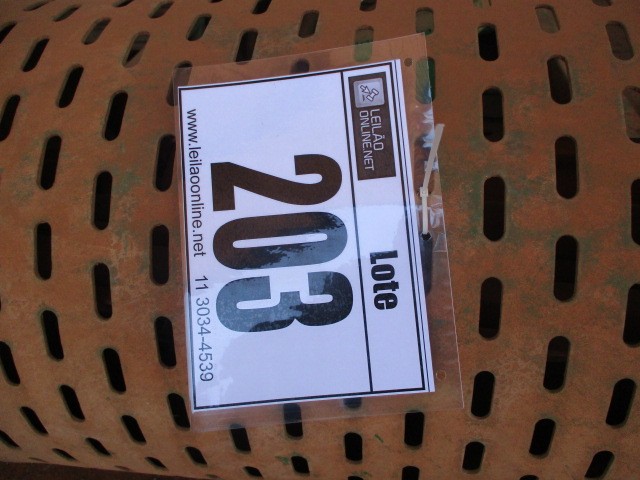 LEILÃO
ONLINE.NET
Lote
203
www.leilaoonline.net 11 3034-4539